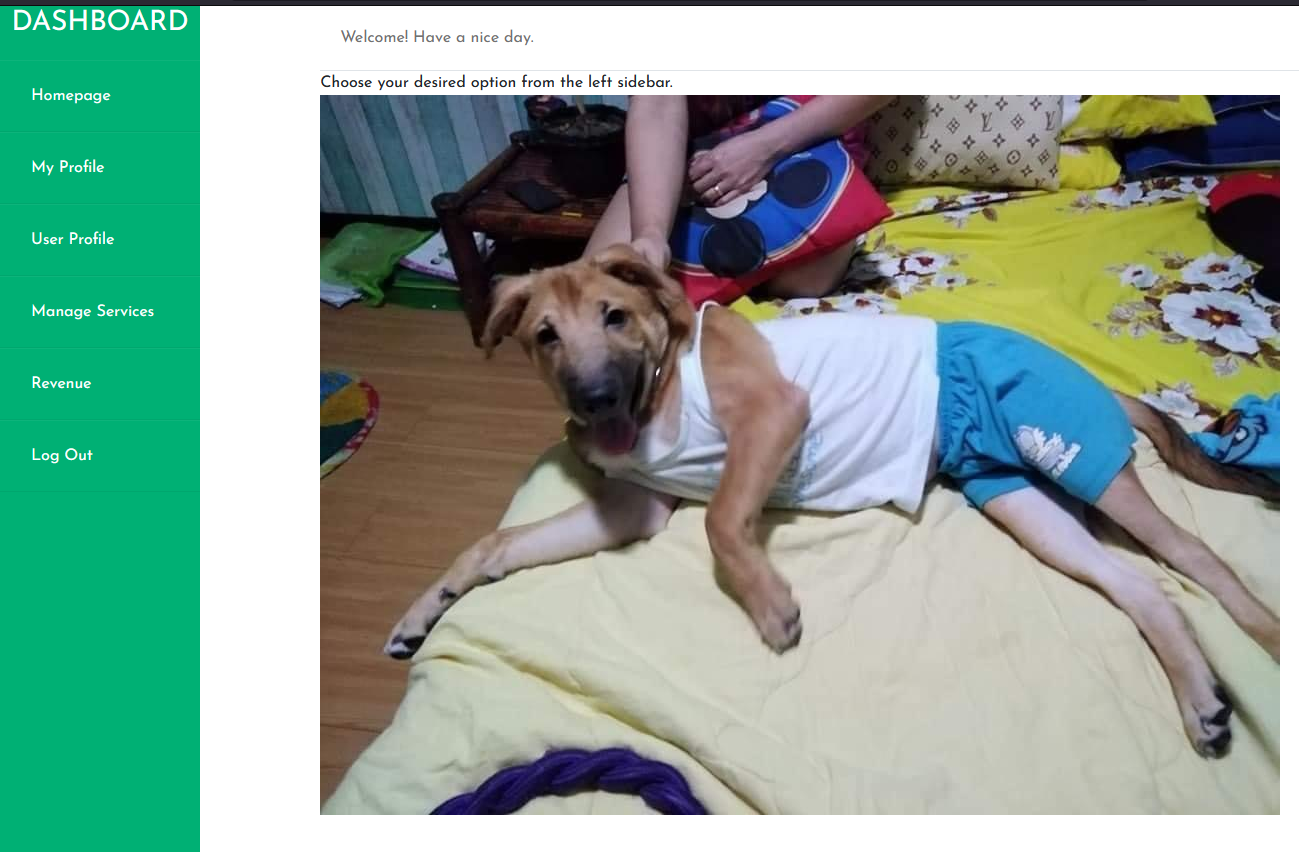 DASHBOARD
Homepage
My Profile
User Profile
Manage Services
Revenue
Log Out
Welcome! Have a nice day.
Choose your desired option from the left sidebar.